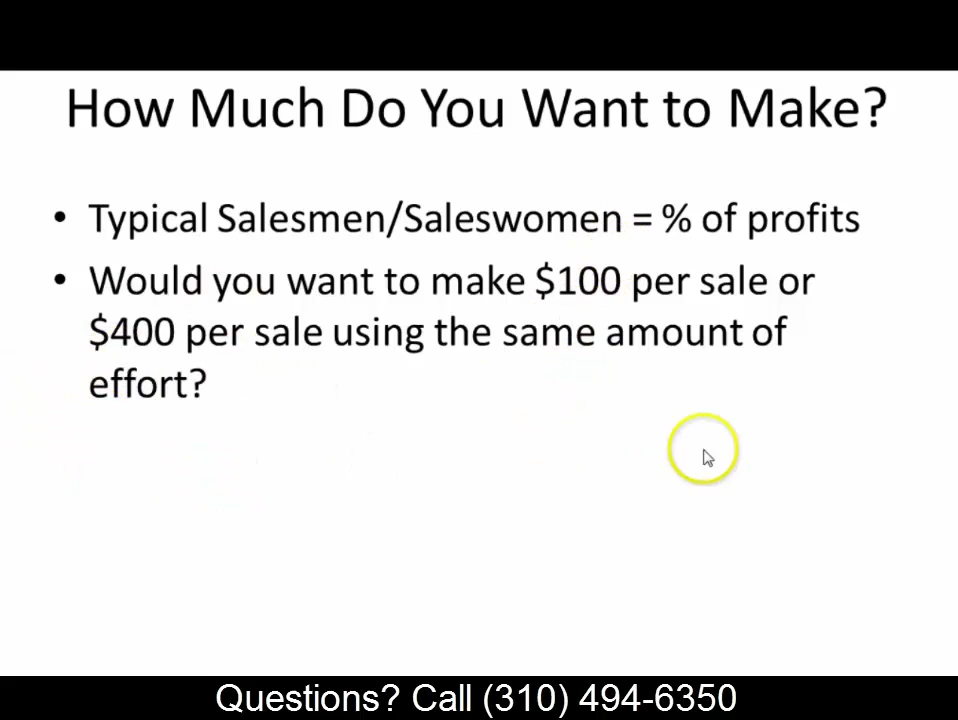 How Much Do You Want to Make?
• Typical Salesmen/Saleswomen = % of profits
• Would you want to make $100 per sale or
$400 per sale using the same amount of
effort?
Questions? Call (310) 494-6350